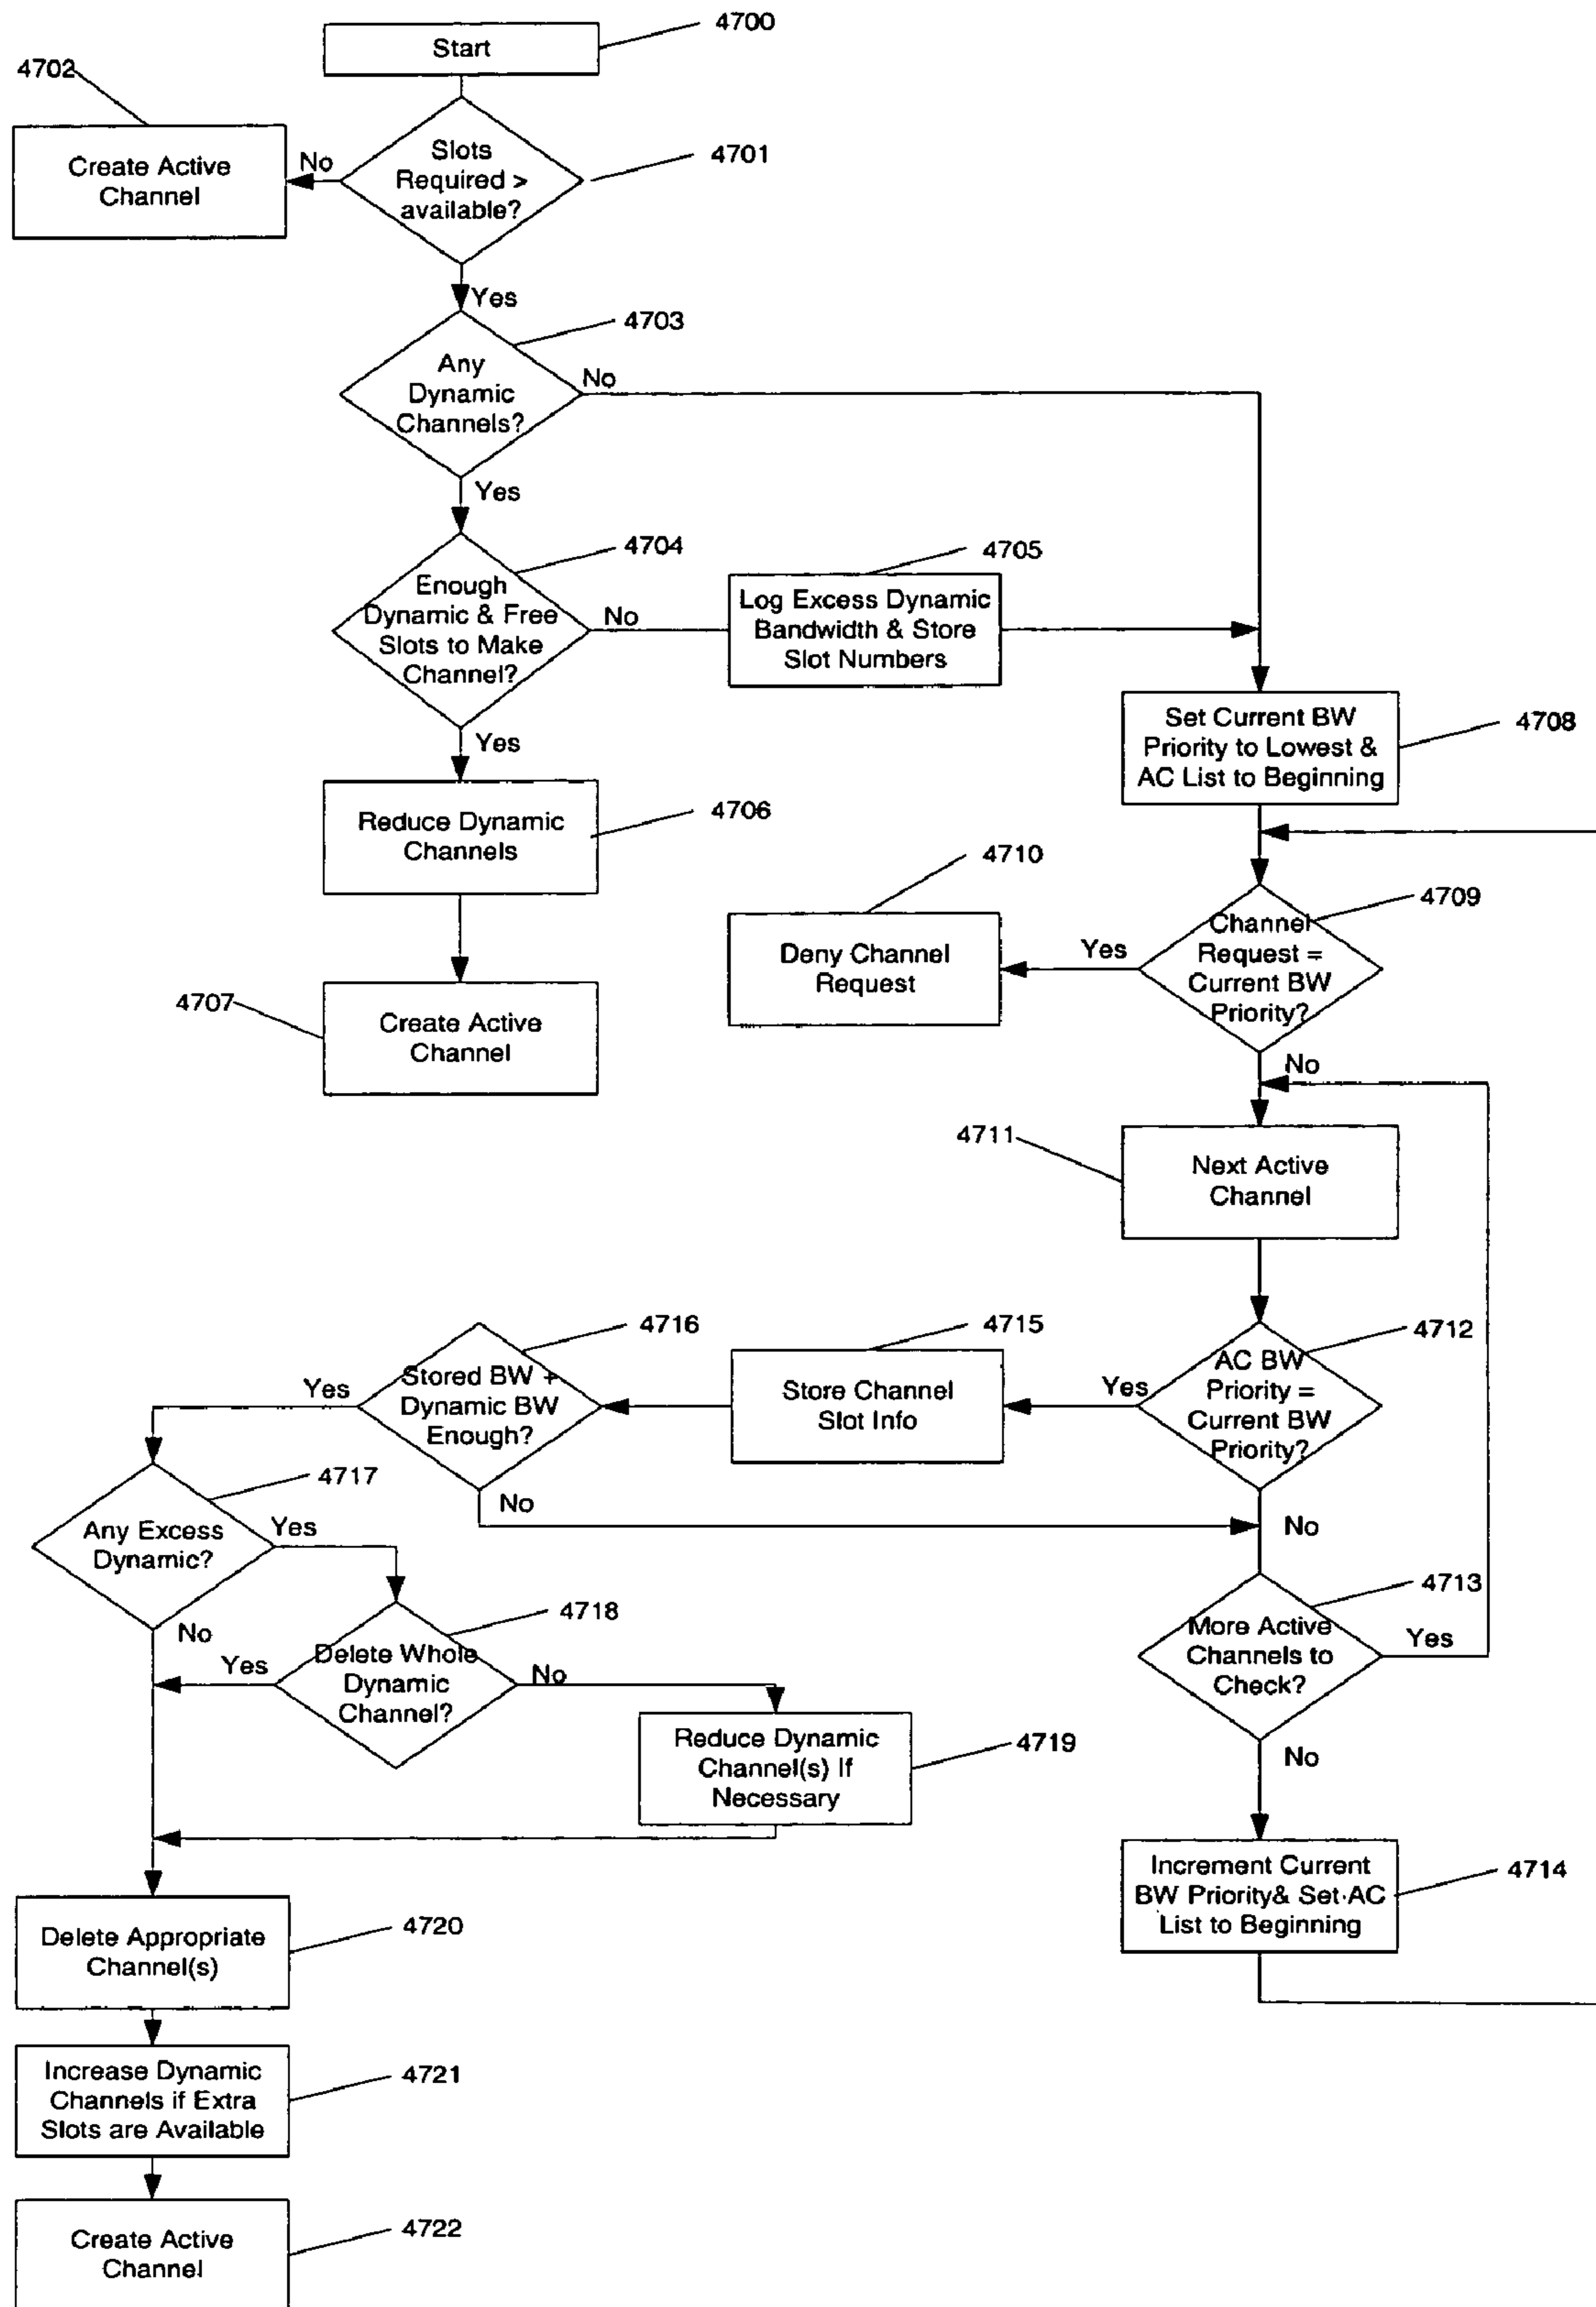 4700
Start
4702
Create Active
Channel
No
Slots
Required >
available?
4701
Yes
4703
Any
Dynamic
Channels?
No
Yes
4704
Enough
Dynamic & Free
Slots to Make
Channel?
No
4705
Log Excess Dynamic
Bandwidth & Store
Slot Numbers
Yes
Set Current BW
Priority to Lowest &
AC List to Beginning
4708
Reduce Dynamic
Channels
4706
4710
Deny Channel
Request
Yes
4709
Channel
Request =
Current BW
Priority?
4707
Create Active
Channel
No
4711
Next Active
Channel
4716
Stored BW +
Dynamic BW
Enough?
Yes
4715
Store Channel
Slot Info
Yes
4712
AC BW
Priority =
Current BW
Priority?
4717
Any Excess
Dynamic?
Yes
No
No
4718
Delete Whole
Dynamic
Channel?
No
Yes
No
4713
More Active
Channels to
Check?
Yes
Reduce Dynamic
Channel(s) If
Necessary
4719
No
Increment Current
BW Priority& Set AC
List to Beginning
4714
Delete Appropriate
Channel(s)
4720
Increase Dynamic
Channels if Extra
Slots are Available
4721
Create Active
Channel
4722